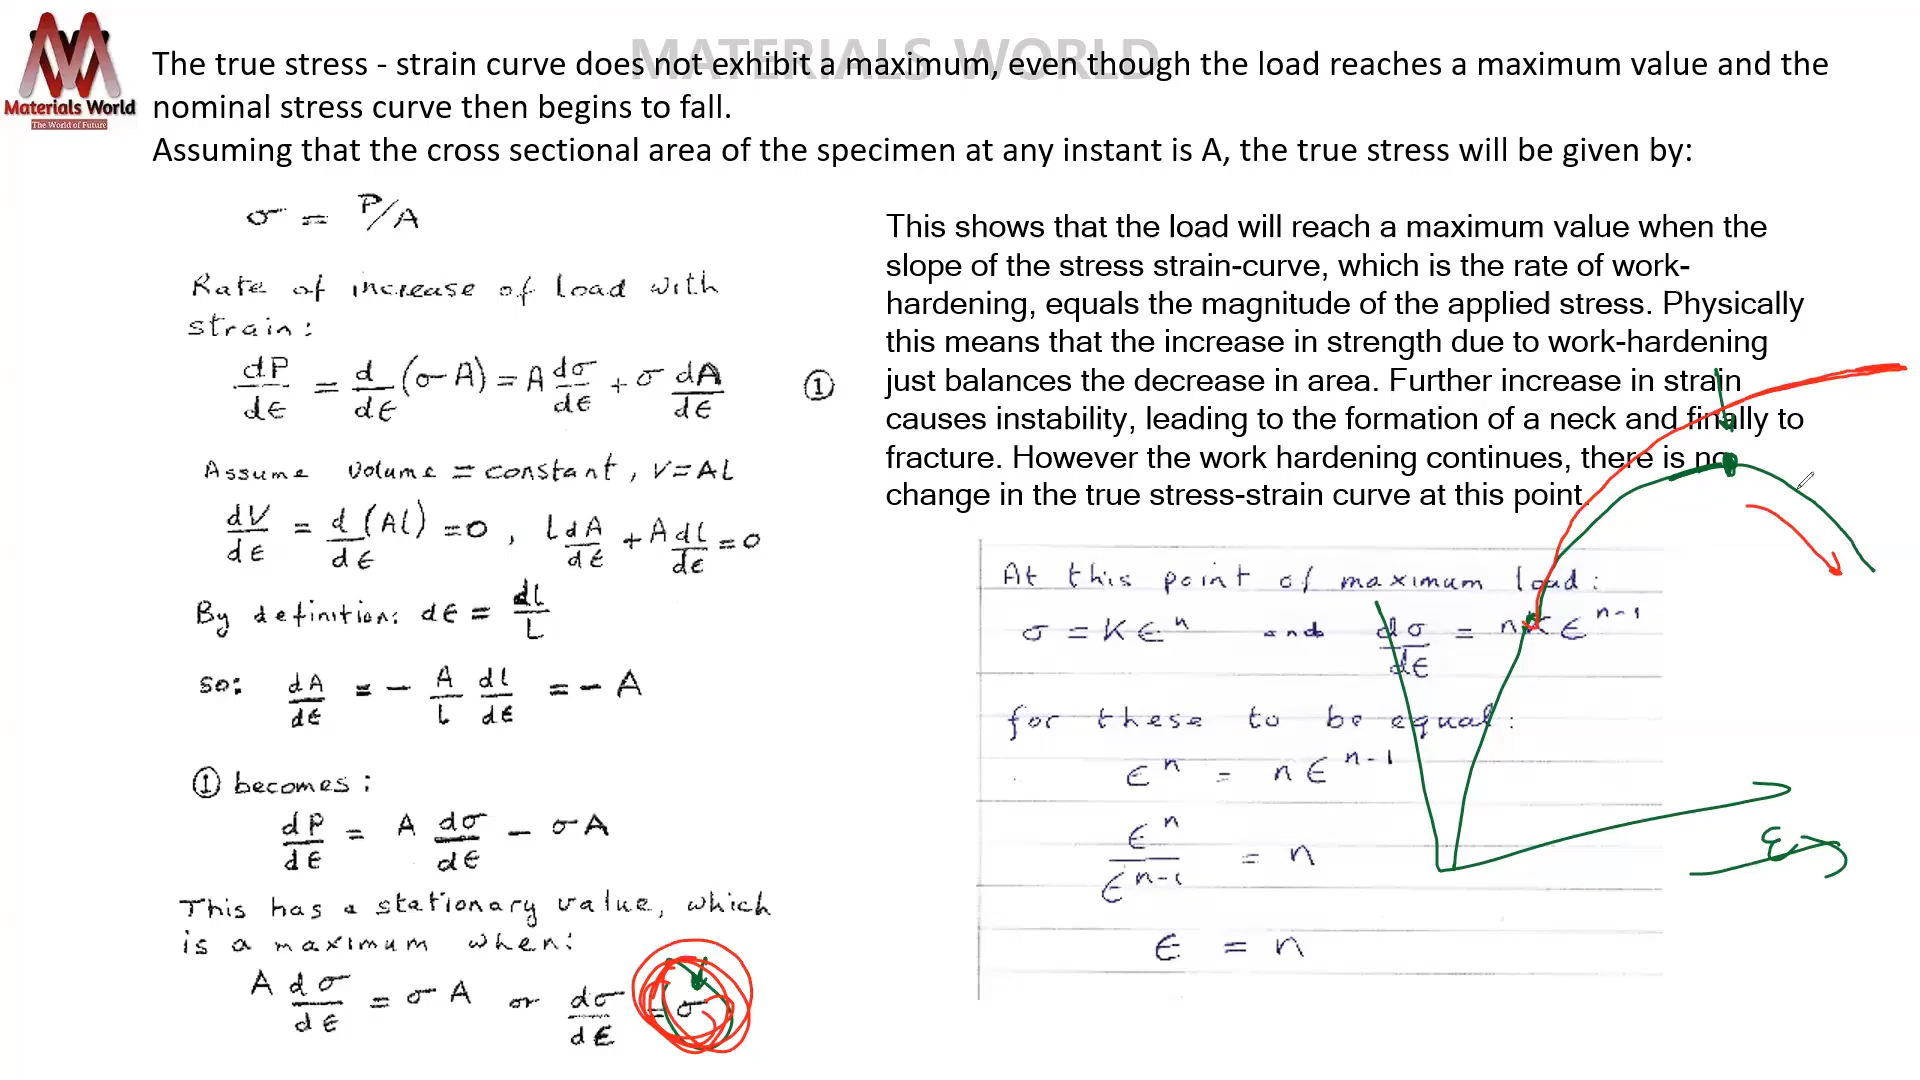 MATERIALS WORLD
Materials World
The World of Future
The true stress - strain curve does not exhibit a maximum, even though the load reaches a maximum value and the
nominal stress curve then begins to fall.
Assuming that the cross sectional area of the specimen at any instant is A, the true stress will be given by:
σ = P/A
Rate of increase of load with
strain:
dP/dϵ = d/dϵ (σA) = A dσ/dϵ + σ dA/dϵ ①
Assume volume = constant, V=AL
dV/dϵ = d(Al)/dϵ = 0, l dA/dϵ + A dl/dϵ = 0
By definition: dϵ = dl/L
so: dA/dϵ = - A/L dl/dϵ = - A
① becomes:
dP/dϵ = A dσ/dϵ - σA
This has a stationary value, which
is a maximum when:
A dσ/dϵ = σA or dσ/dϵ = σ
This shows that the load will reach a maximum value when the
slope of the stress strain-curve, which is the rate of work-
hardening, equals the magnitude of the applied stress. Physically
this means that the increase in strength due to work-hardening
just balances the decrease in area. Further increase in strain
causes instability, leading to the formation of a neck and finally to
fracture. However the work hardening continues, there is no
change in the true stress-strain curve at this point.
At this point of maximum load:
σ = Kϵ^n and dσ/dϵ = nKϵ^n-1
for these to be equal:
ϵ^n = nϵ^n-1
ϵ^n/ϵ^n-1 = n
ϵ = n
ε